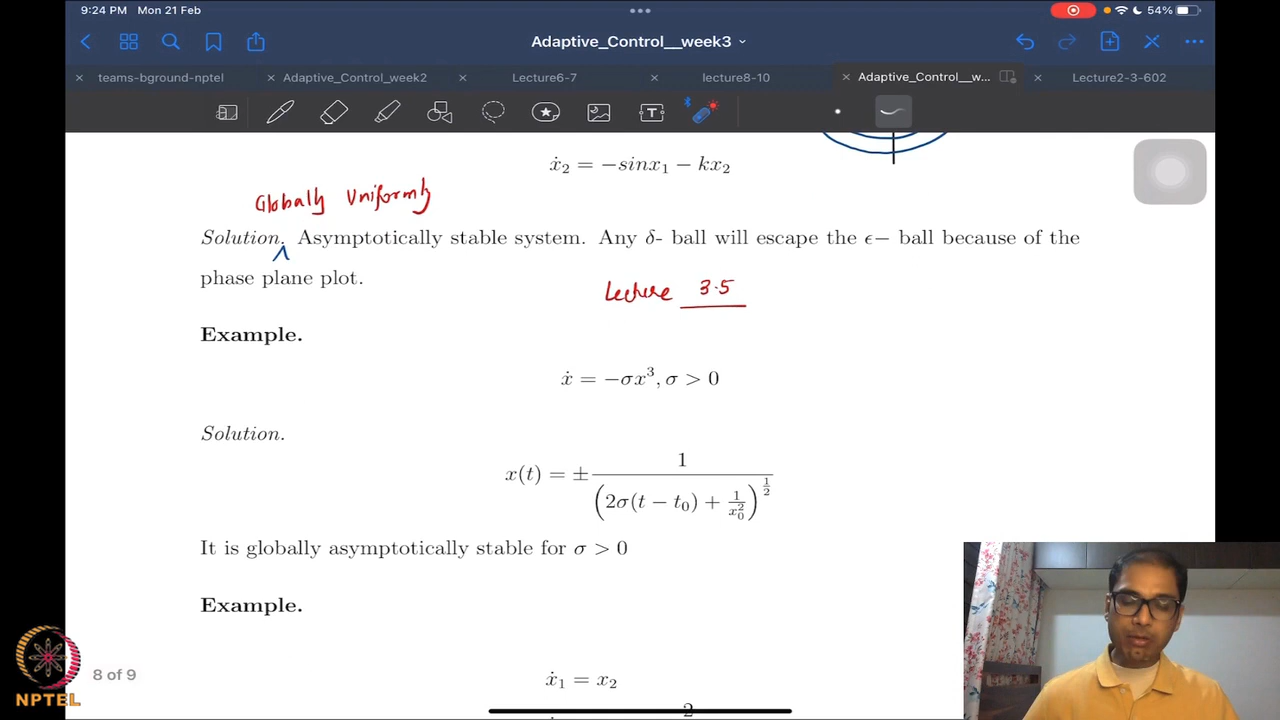 9:24 PM Mon 21 Feb
54%
Adaptive_Control__week3
teams-bground-nptel
Adaptive_Control_week2
Lecture6-7
lecture8-10
Adaptive_Control__w...
Lecture2-3-602
ẋ₂ = −sinx₁ − kx₂
Globally Uniformly
Solution. Asymptotically stable system. Any δ- ball will escape the ϵ− ball because of the
phase plane plot.
Lecture 3.5
Example.
ẋ = −σx³, σ > 0
Solution.
x(t) = ± 1 / (2σ(t − t₀) + 1/x₀²)^(1/2)
It is globally asymptotically stable for σ > 0
Example.
8 of 9
NPTEL
ẋ₁ = x₂
2